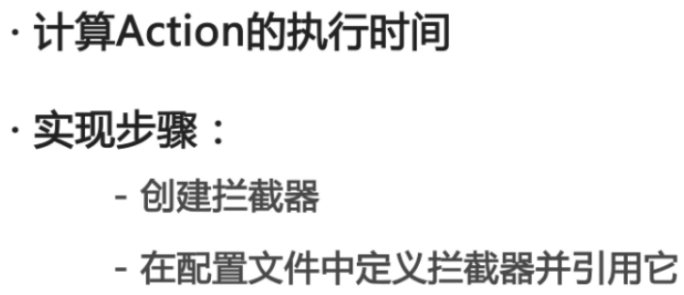 · 计算Action的执行时间
· 实现步骤：
- 创建拦截器
- 在配置文件中定义拦截器并引用它